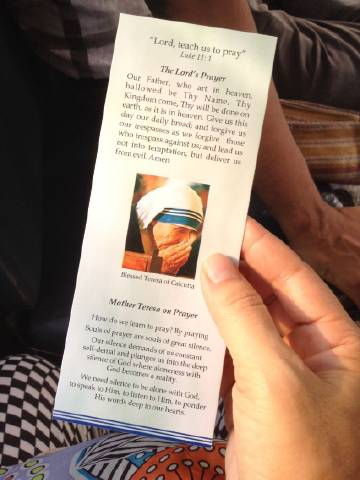 "Lord, teach us to pray"
Luke 11:1
The Lord's Prayer
Our Father, who art in heaven,
hallowed be Thy Name, Thy
Kingdom come, Thy will be done on
earth, as it is in heaven. Give us this
day our daily bread; and forgive us
our trespasses as we forgive those
who trespass against us; and lead us
not into temptation, but deliver us
from evil. Amen
Blessed Teresa of Calcutta
Mother Teresa on Prayer
How do we learn to pray? By praying
Souls of prayer are souls of great silence.
Our silence demands of us constant
self-denial and plunges us into the deep
silence of God where aloneness with
God becomes a reality.
We need silence to be alone with God,
to speak to Him, to listen to Him, to ponder
His words deep in our hearts.